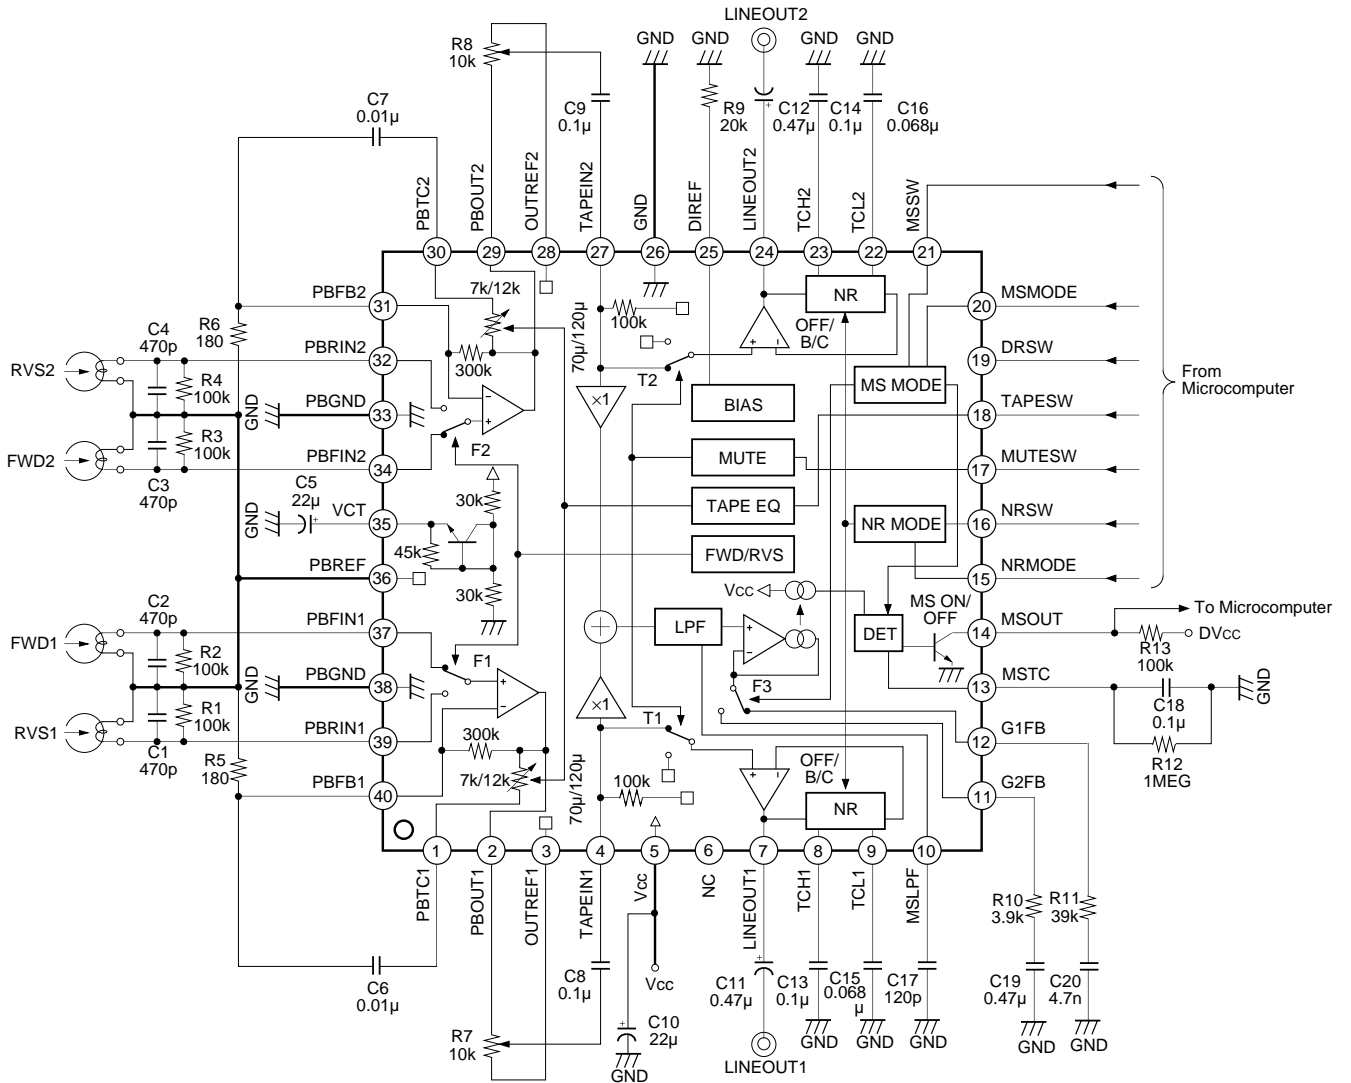 LINEOUT2
R8
10k
GND
GND
GND
GND
C7
0.01µ
C9
0.1µ
R9
20k
C12
0.47µ
C14
0.1µ
C16
0.068µ
PBTC2
PBOUT2
OUTREF2
TAPEIN2
GND
DIREF
LINEOUT2
TCH2
TCL2
MSSW
30
29
28
27
26
25
24
23
22
21
PBFB2
31
7k/12k
100k
70µ/120µ
NR
OFF/
B/C
20
MSMODE
R6
180
C4
470p
RVS2
R4
100k
PBRIN2
32
300k
T2
×1
MS MODE
19
DRSW
From
Microcomputer
GND
PBGND
33
−
+
+
−
BIAS
18
TAPESW
R3
100k
FWD2
C3
470p
PBFIN2
34
F2
MUTE
17
MUTESW
C5
22µ
+
GND
VCT
35
30k
TAPE EQ
NR MODE
16
NRSW
45k
PBREF
36
30k
FWD/RVS
15
NRMODE
C2
470p
FWD1
R2
100k
PBFIN1
37
Vcc
LPF
+
−
DET
MS ON/
OFF
14
MSOUT
To Microcomputer
DVcc
R13
100k
GND
PBGND
38
F1
+
−
×1
F3
13
MSTC
GND
C18
0.1µ
R12
1MEG
RVS1
R1
100k
C1
470p
PBRIN1
39
300k
T1
12
G1FB
R5
180
PBFB1
40
7k/12k
70µ/120µ
100k
+
−
OFF/
B/C
NR
11
G2FB
1
2
3
4
5
6
7
8
9
10
PBTC1
PBOUT1
OUTREF1
TAPEIN1
Vcc
NC
LINEOUT1
TCH1
TCL1
MSLPF
R10
3.9k
R11
39k
C6
0.01µ
C8
0.1µ
Vcc
C11
0.47µ
+
C13
0.1µ
C15
0.068
µ
C17
120p
C19
0.47µ
C20
4.7n
R7
10k
+
C10
22µ
GND
LINEOUT1
GND
GND
GND
GND
GND